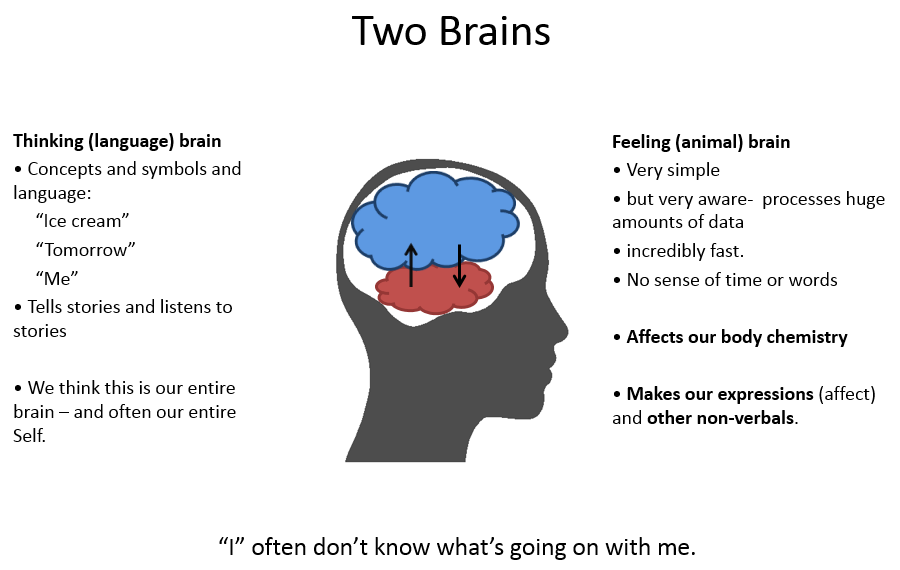 Two Brains
Thinking (language) brain
• Concepts and symbols and
language:
“Ice cream”
“Tomorrow”
“Me”
• Tells stories and listens to
stories
• We think this is our entire
brain – and often our entire
Self.
Feeling (animal) brain
• Very simple
• but very aware-  processes huge
amounts of data
• incredibly fast.
• No sense of time or words
• Affects our body chemistry
• Makes our expressions (affect)
and other non-verbals.
“I” often don’t know what’s going on with me.